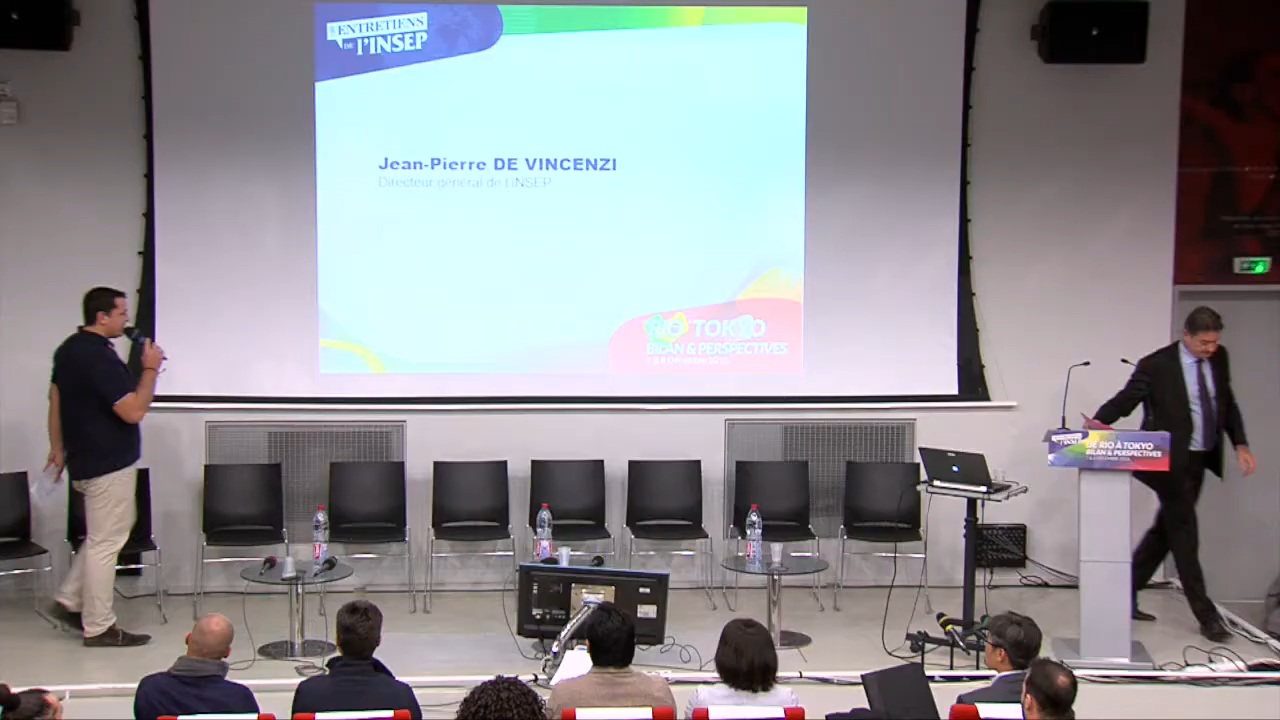 LES ENTRETIENS
DE l'INSEP
Jean-Pierre DE VINCENZI
Directeur général de l'INSEP
RIO TOKYO
BILAN & PERSPECTIVES
DE RIO À TOKYO
BILAN & PERSPECTIVES